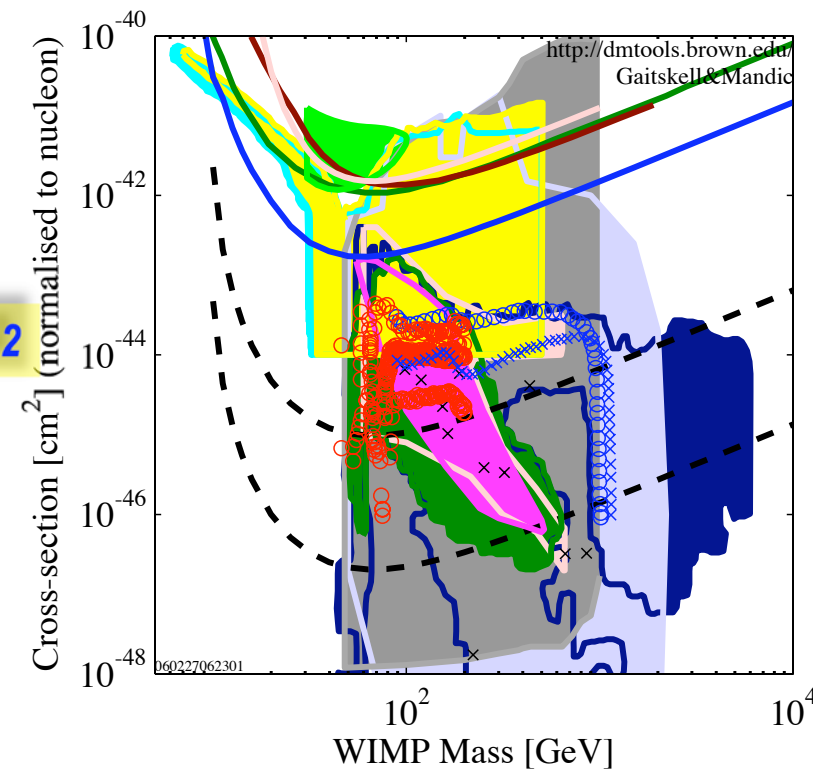 http://dmtools.brown.edu/
Gaitskell&Mandic
10^-40
10^-42
10^-44
10^-46
10^-48
Cross-section [cm^2] (normalised to nucleon)
2
060227062301
10^2
10^4
WIMP Mass [GeV]